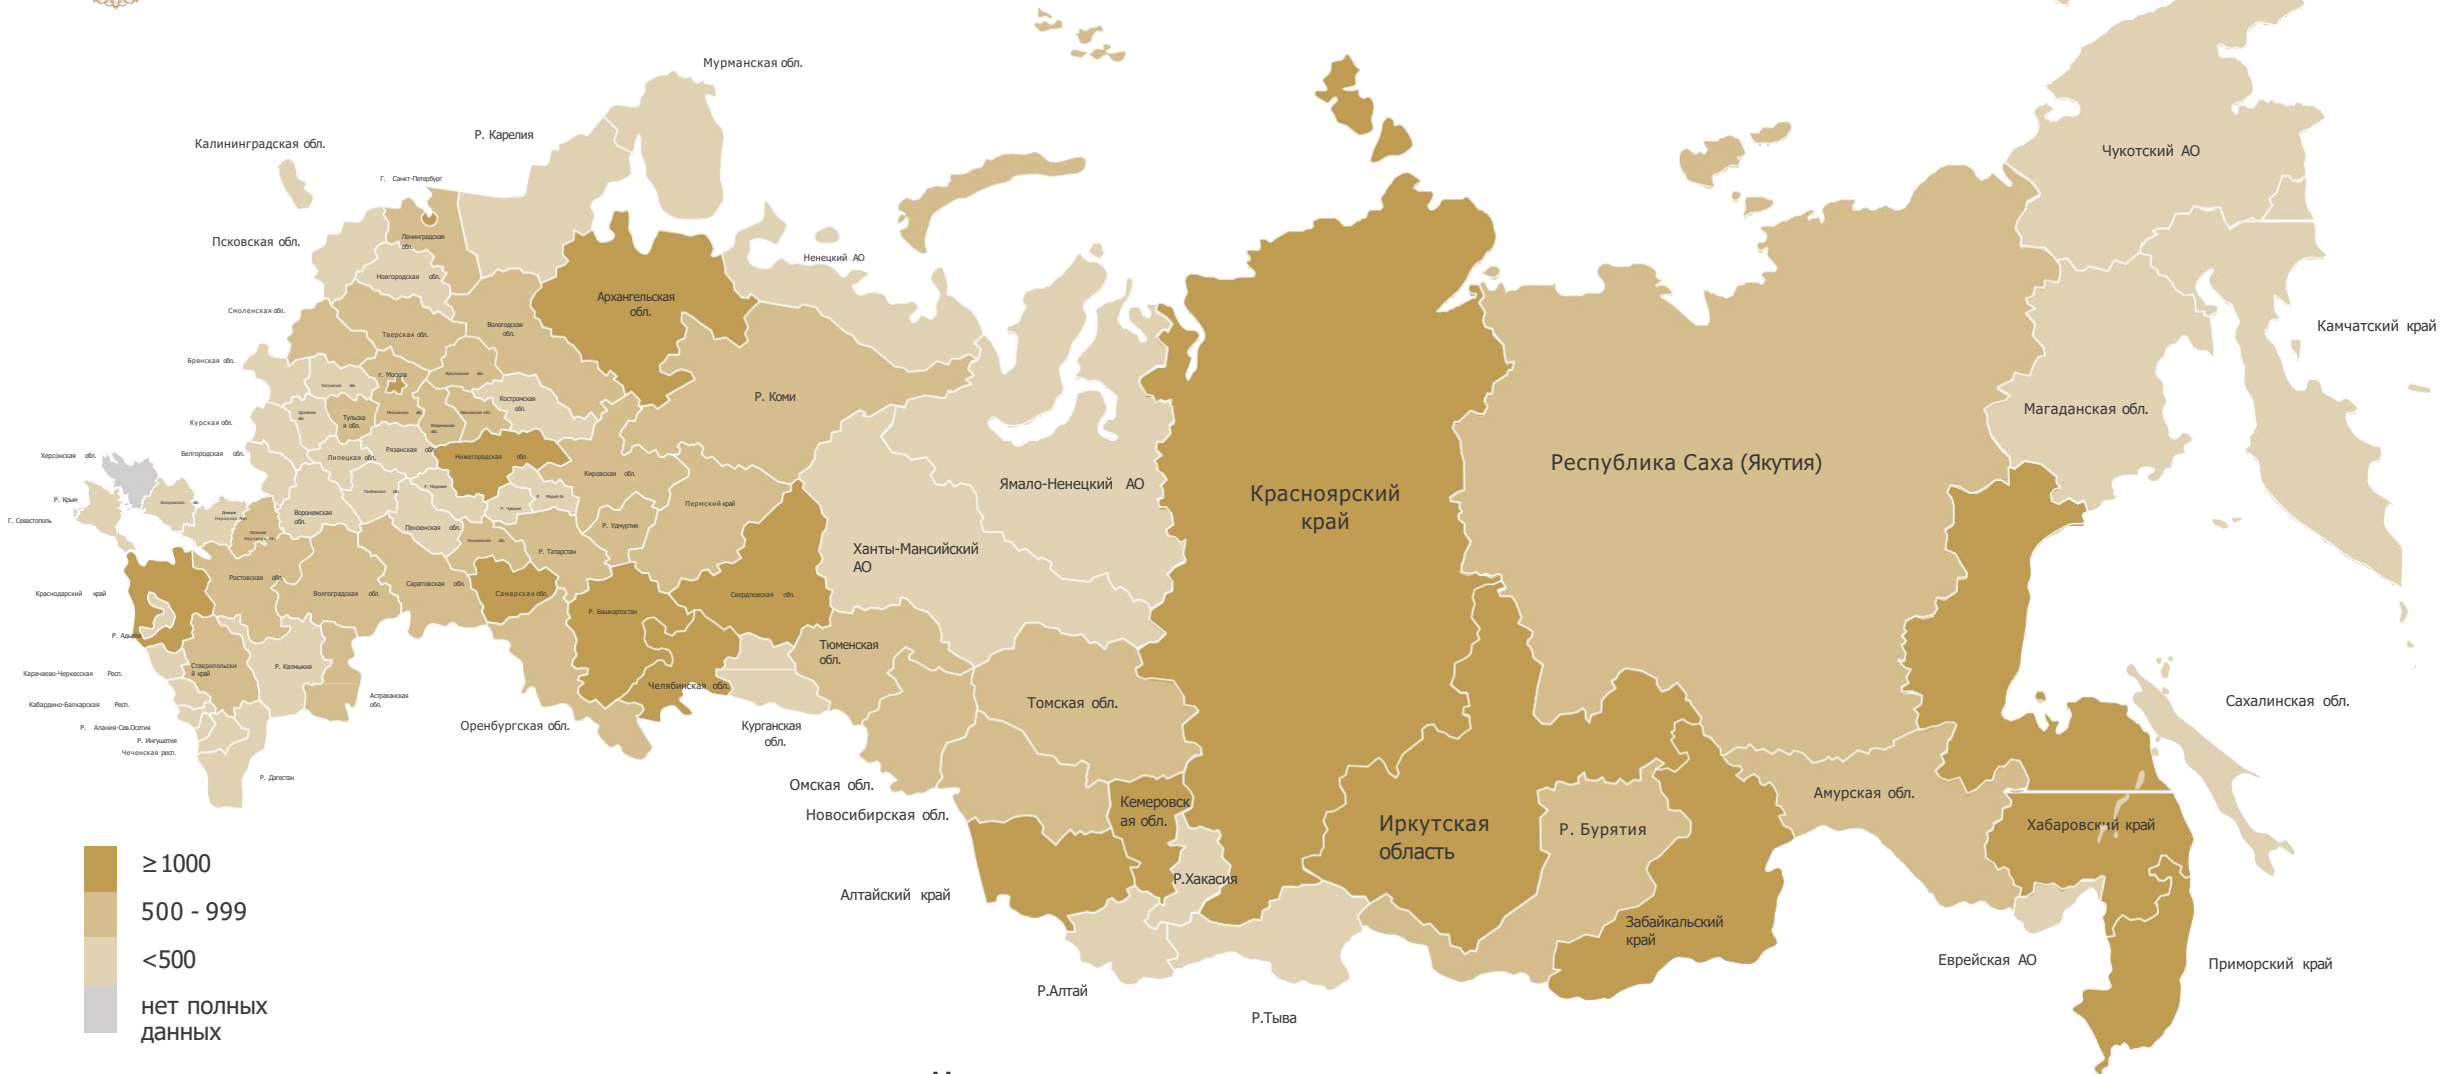 Мурманская обл.
Р. Карелия
Калининградская обл.
Чукотский АО
Г. Санкт-Петербург
Псковская обл.
Ленинградская
обл.
Ненецкий АО
Новгородская обл.
Архангельская
обл.
Смоленская обл.
Вологодская
обл.
Тверская обл.
Камчатский край
Брянская обл.
г. Москва
Р. Коми
Костромская
обл.
Магаданская обл.
Тульска
я обл.
Курская обл.
Рязанская обл.
Херсонская обл.
Белгородская обл.
Липецкая обл.
Нижегородская обл.
Республика Саха (Якутия)
Кировская обл.
Ямало-Ненецкий АО
Красноярский
край
Р. Крым
Пермский край
Г. Севастополь
Воронежская
обл.
Пензенская обл.
Р. Удмуртия
Р. Татарстан
Ханты-Мансийский
АО
Ростовская обл.
Саратовская обл.
Краснодарский край
Волгоградская обл.
Самарская обл.
Свердловская обл.
Р. Башкортостан
Р. Адыгея
Тюменская
обл.
Ставропольски
й край
Р. Калмыкия
Карачаево-Черкесская Респ.
Челябинская обл.
Астраханская
обл.
Кабардино-Балкарская Респ.
Томская обл.
Сахалинская обл.
Р. Алания-Сев.Осетия
Оренбургская обл.
Курганская
обл.
Р. Ингушетия
Чеченская респ.
Р. Дагестан
Омская обл.
Амурская обл.
Кемеровск
ая обл.
Новосибирская обл.
Иркутская
область
Р. Бурятия
Хабаровский край
≥1000
Р.Хакасия
Алтайский край
500 - 999
Забайкальский
край
<500
Еврейская АО
Приморский край
Р.Алтай
нет полных
данных
Р.Тыва